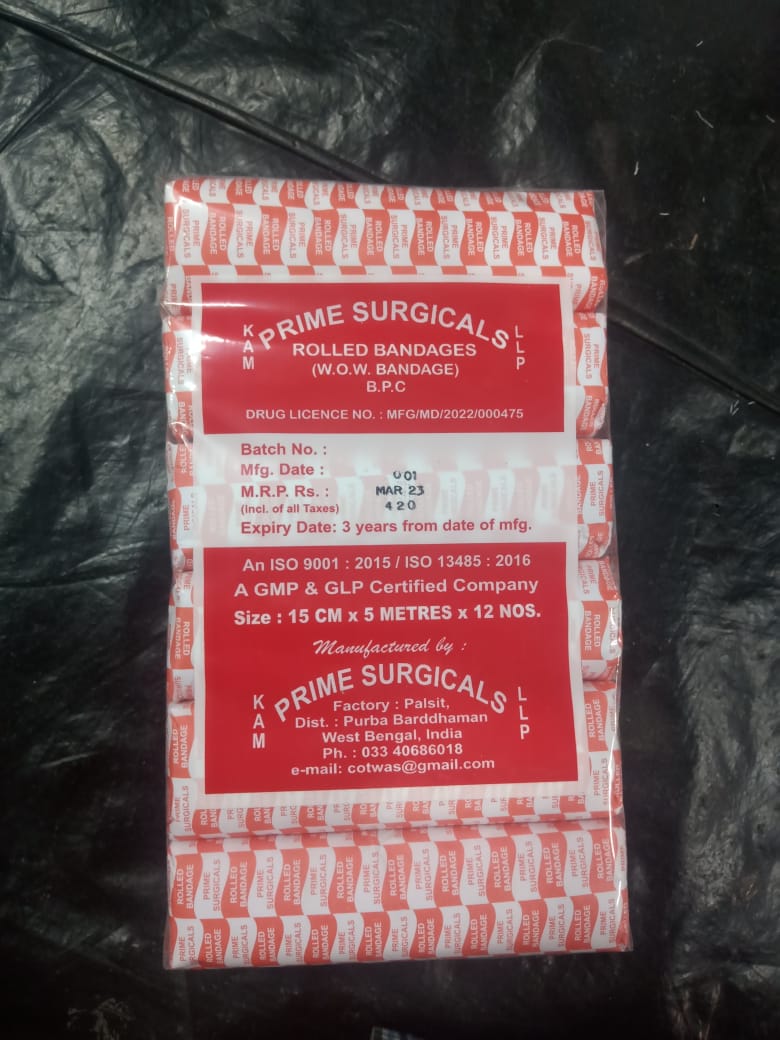 KAM PRIME SURGICALS LLP
ROLLED BANDAGES
(W.O.W. BANDAGE)
B.P.C
DRUG LICENCE NO. : MFG/MD/2022/000475
Batch No. : 001
Mfg. Date : MAR 23
M.R.P. Rs. : 420
(incl. of all Taxes)
Expiry Date: 3 years from date of mfg.
An ISO 9001 : 2015 / ISO 13485 : 2016
A GMP & GLP Certified Company
Size : 15 CM x 5 METRES x 12 NOS.
Manufactured by :
KAM PRIME SURGICALS LLP
Factory : Palsit,
Dist. : Purba Barddhaman
West Bengal, India
Ph. : 033 40686018
e-mail: cotwas@gmail.com
PRIME SURGICALS
ROLLED BANDAGE